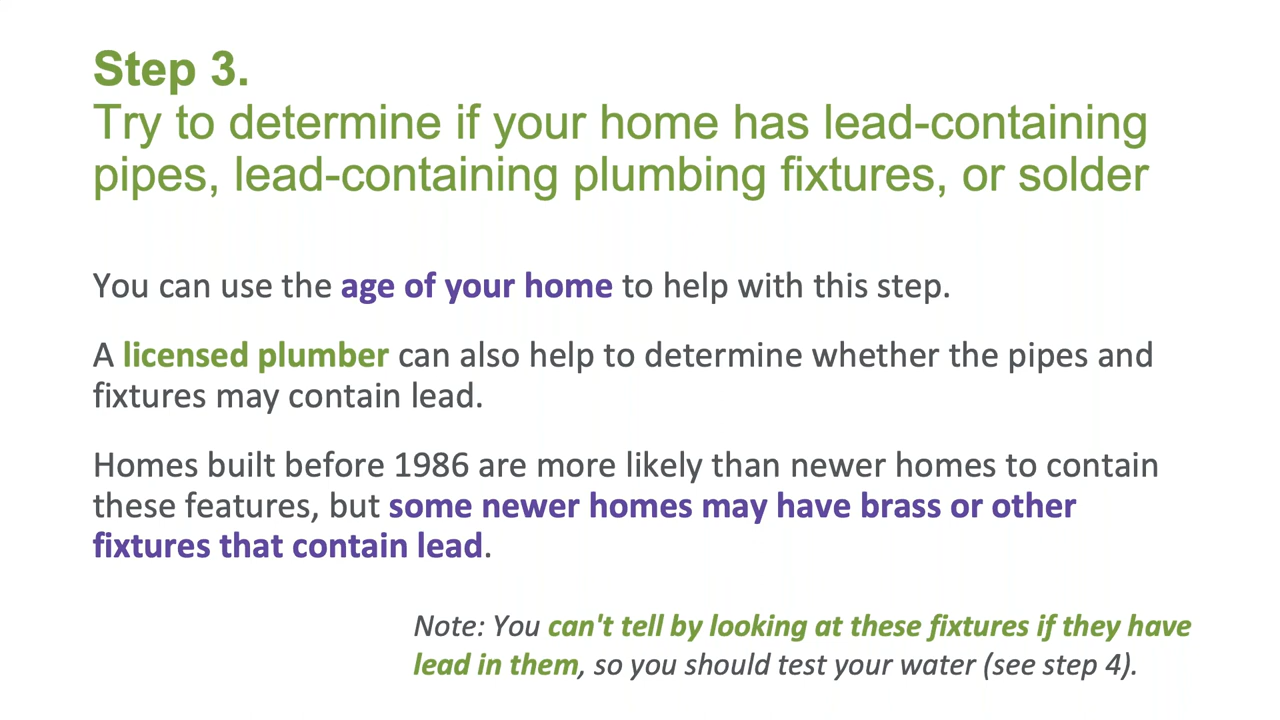 Step 3.
Try to determine if your home has lead-containing
pipes, lead-containing plumbing fixtures, or solder
You can use the age of your home to help with this step.
A licensed plumber can also help to determine whether the pipes and
fixtures may contain lead.
Homes built before 1986 are more likely than newer homes to contain
these features, but some newer homes may have brass or other
fixtures that contain lead.
Note: You can't tell by looking at these fixtures if they have
lead in them, so you should test your water (see step 4).